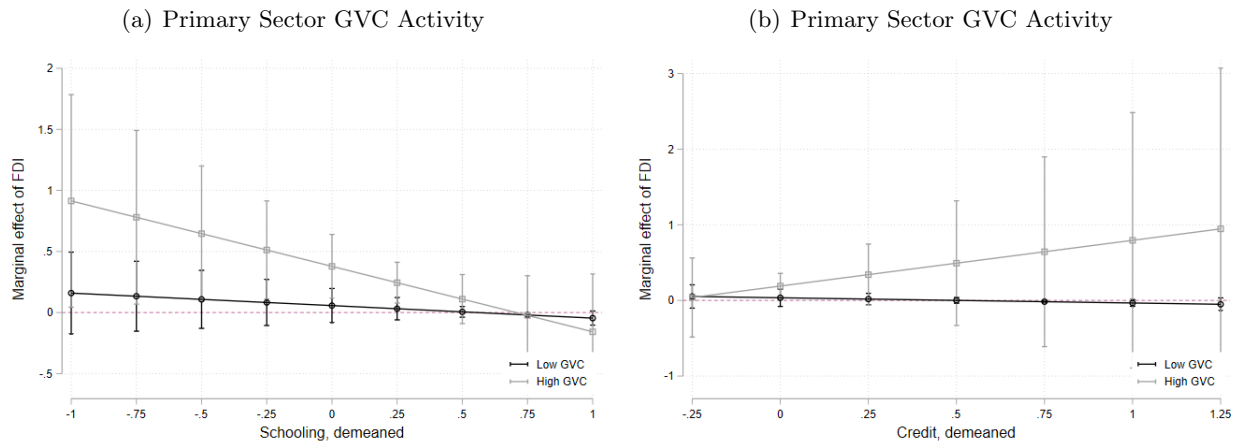 (a) Primary Sector GVC Activity
2
1.5
1
.5
0
-.5
Marginal effect of FDI
Low GVC
High GVC
-1 -.75 -.5 -.25 0 .25 .5 .75 1
Schooling, demeaned
(b) Primary Sector GVC Activity
3
2
1
0
-1
Marginal effect of FDI
Low GVC
High GVC
-.25 0 .25 .5 .75 1 1.25
Credit, demeaned